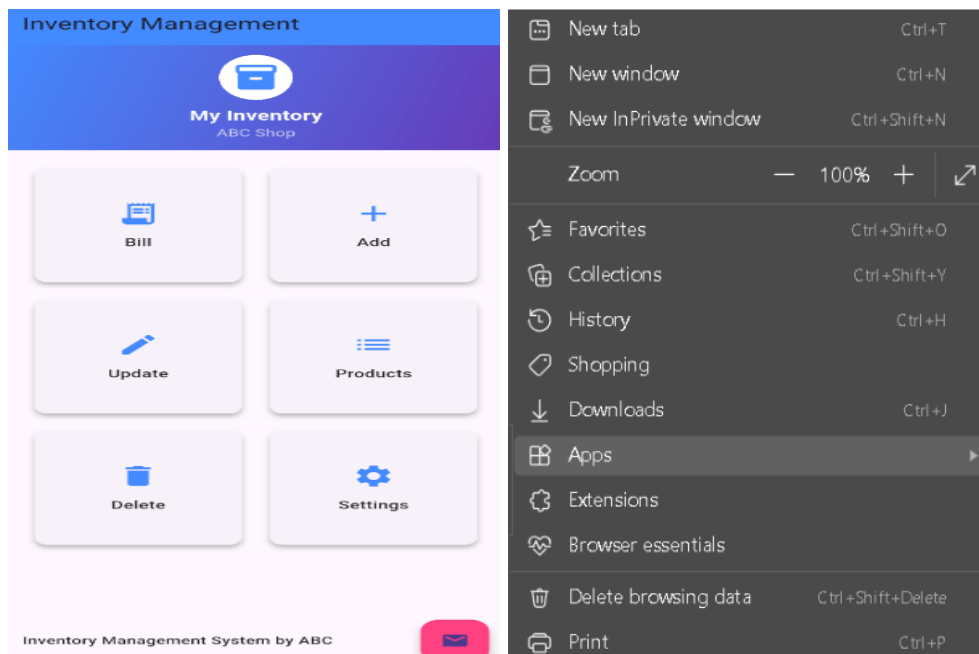 Inventory Management
My Inventory
ABC Shop
Bill
Add
Update
Products
Delete
Settings
Inventory Management System by ABC
New tab Ctrl+T
New window Ctrl+N
New InPrivate window Ctrl+Shift+N
Zoom — 100% +
Favorites Ctrl+Shift+O
Collections Ctrl+Shift+Y
History Ctrl+H
Shopping
Downloads Ctrl+J
Apps
Extensions
Browser essentials
Delete browsing data Ctrl+Shift+Delete
Print Ctrl+P